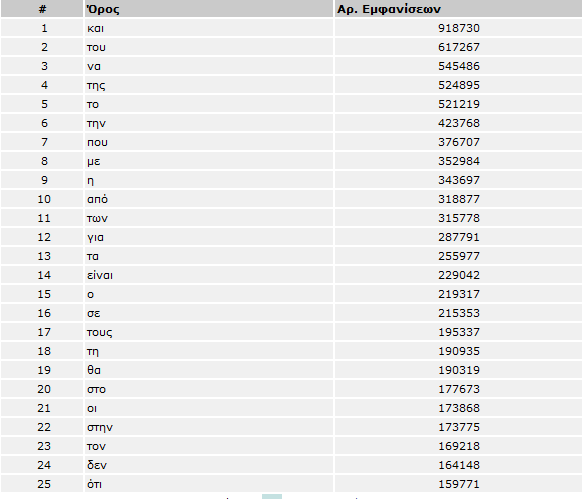 # Όρος Αρ. Εμφανίσεων
1 και 918730
2 του 617267
3 να 545486
4 της 524895
5 το 521219
6 την 423768
7 που 376707
8 με 352984
9 η 343697
10 από 318877
11 των 315778
12 για 287791
13 τα 255977
14 είναι 229042
15 ο 219317
16 σε 215353
17 τους 195337
18 τη 190935
19 θα 190319
20 στο 177673
21 οι 173868
22 στην 173775
23 τον 169218
24 δεν 164148
25 ότι 159771